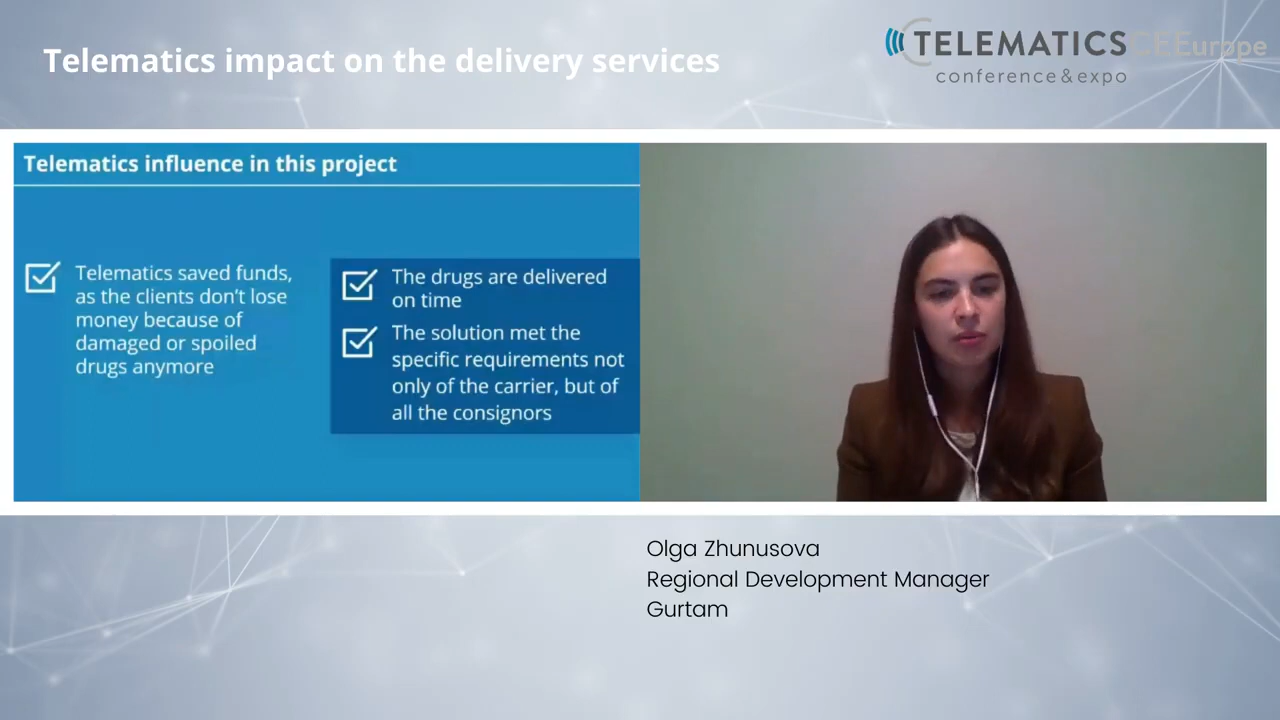 Telematics impact on the delivery services
TELEMATICS CEEurope
conference&expo
Telematics influence in this project
Telematics saved funds,
as the clients don't lose
money because of
damaged or spoiled
drugs anymore
The drugs are delivered
on time
The solution met the
specific requirements not
only of the carrier, but of
all the consignors
Olga Zhunusova
Regional Development Manager
Gurtam